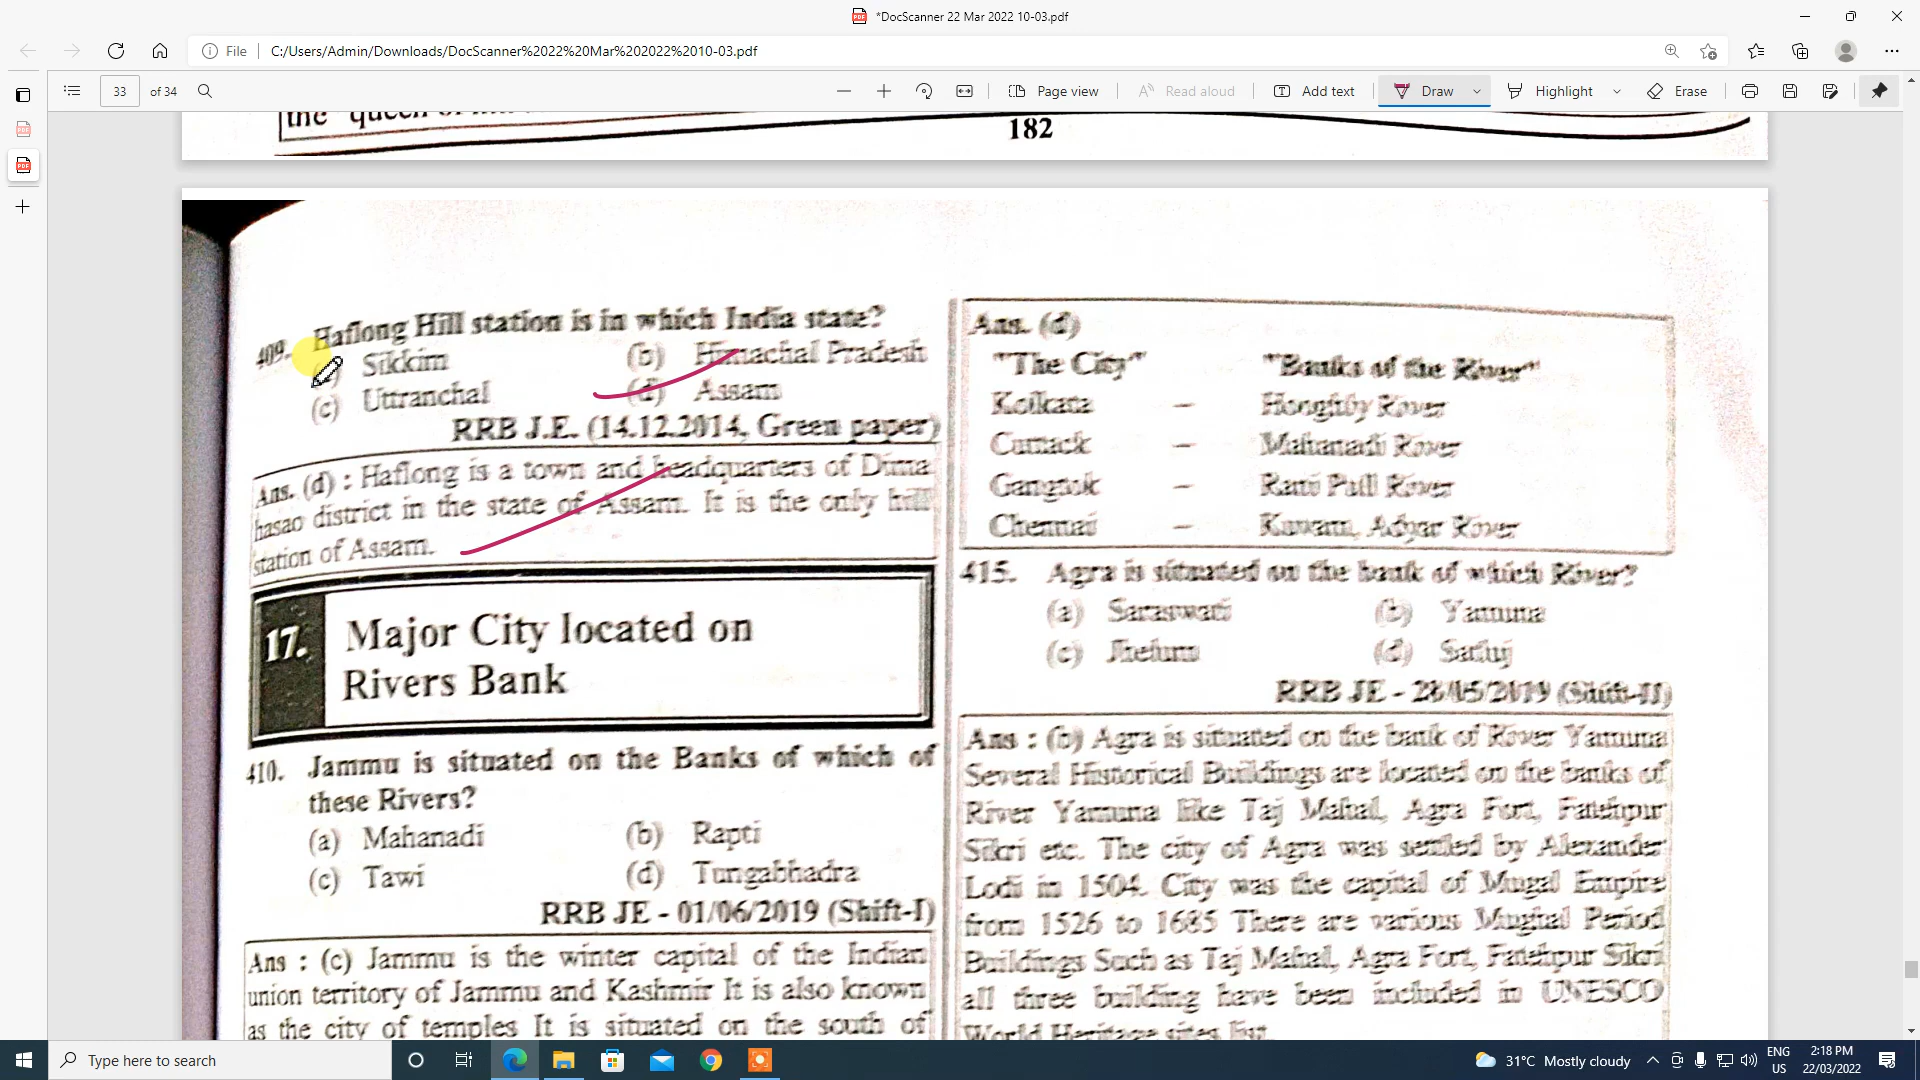 *DocScanner 22 Mar 2022 10-03.pdf
File
C:/Users/Admin/Downloads/DocScanner%2022%20Mar%202022%2010-03.pdf
33 of 34
Page view
Read aloud
Add text
Draw
Highlight
Erase
182
409. Haflong Hill station is in which India state?
Sikkim (b) Himachal Pradesh
(c) Uttranchal (d) Assam
RRB J.E. (14.12.2014, Green paper)
Ans. (d) : Haflong is a town and headquarters of Dima
hasao district in the state of Assam. It is the only hill
station of Assam.
17. Major City located on
Rivers Bank
410. Jammu is situated on the Banks of which of
these Rivers?
(a) Mahanadi (b) Rapti
(c) Tawi (d) Tungabhadra
RRB JE - 01/06/2019 (Shift-I)
Ans : (c) Jammu is the winter capital of the Indian
union territory of Jammu and Kashmir It is also known
as the city of temples It is situated on the south of
Ans. (d)
"The City" "Banks of the River"
Kolkata – Hooghly River
Cuttack – Mahanadi River
Gangtok – Rani Pull River
Chennai – Kuwam, Adyar River
415. Agra is situated on the bank of which River?
(a) Saraswati (b) Yamuna
(c) Jhelum (d) Satluj
RRB JE - 28/05/2019 (Shift-II)
Ans : (b) Agra is situated on the bank of River Yamuna
Several Historical Buildings are located on the banks of
River Yamuna like Taj Mahal, Agra Fort, Fatehpur
Sikri etc. The city of Agra was settled by Alexander
Lodi in 1504. City was the capital of Mugal Empire
from 1526 to 1685 There are various Mughal Period
Buildings Such as Taj Mahal, Agra Fort, Fatehpur Sikri
all three building have been included in UNESCO
World Heritage sites list.
Type here to search
31°C Mostly cloudy
ENG
US
2:18 PM
22/03/2022